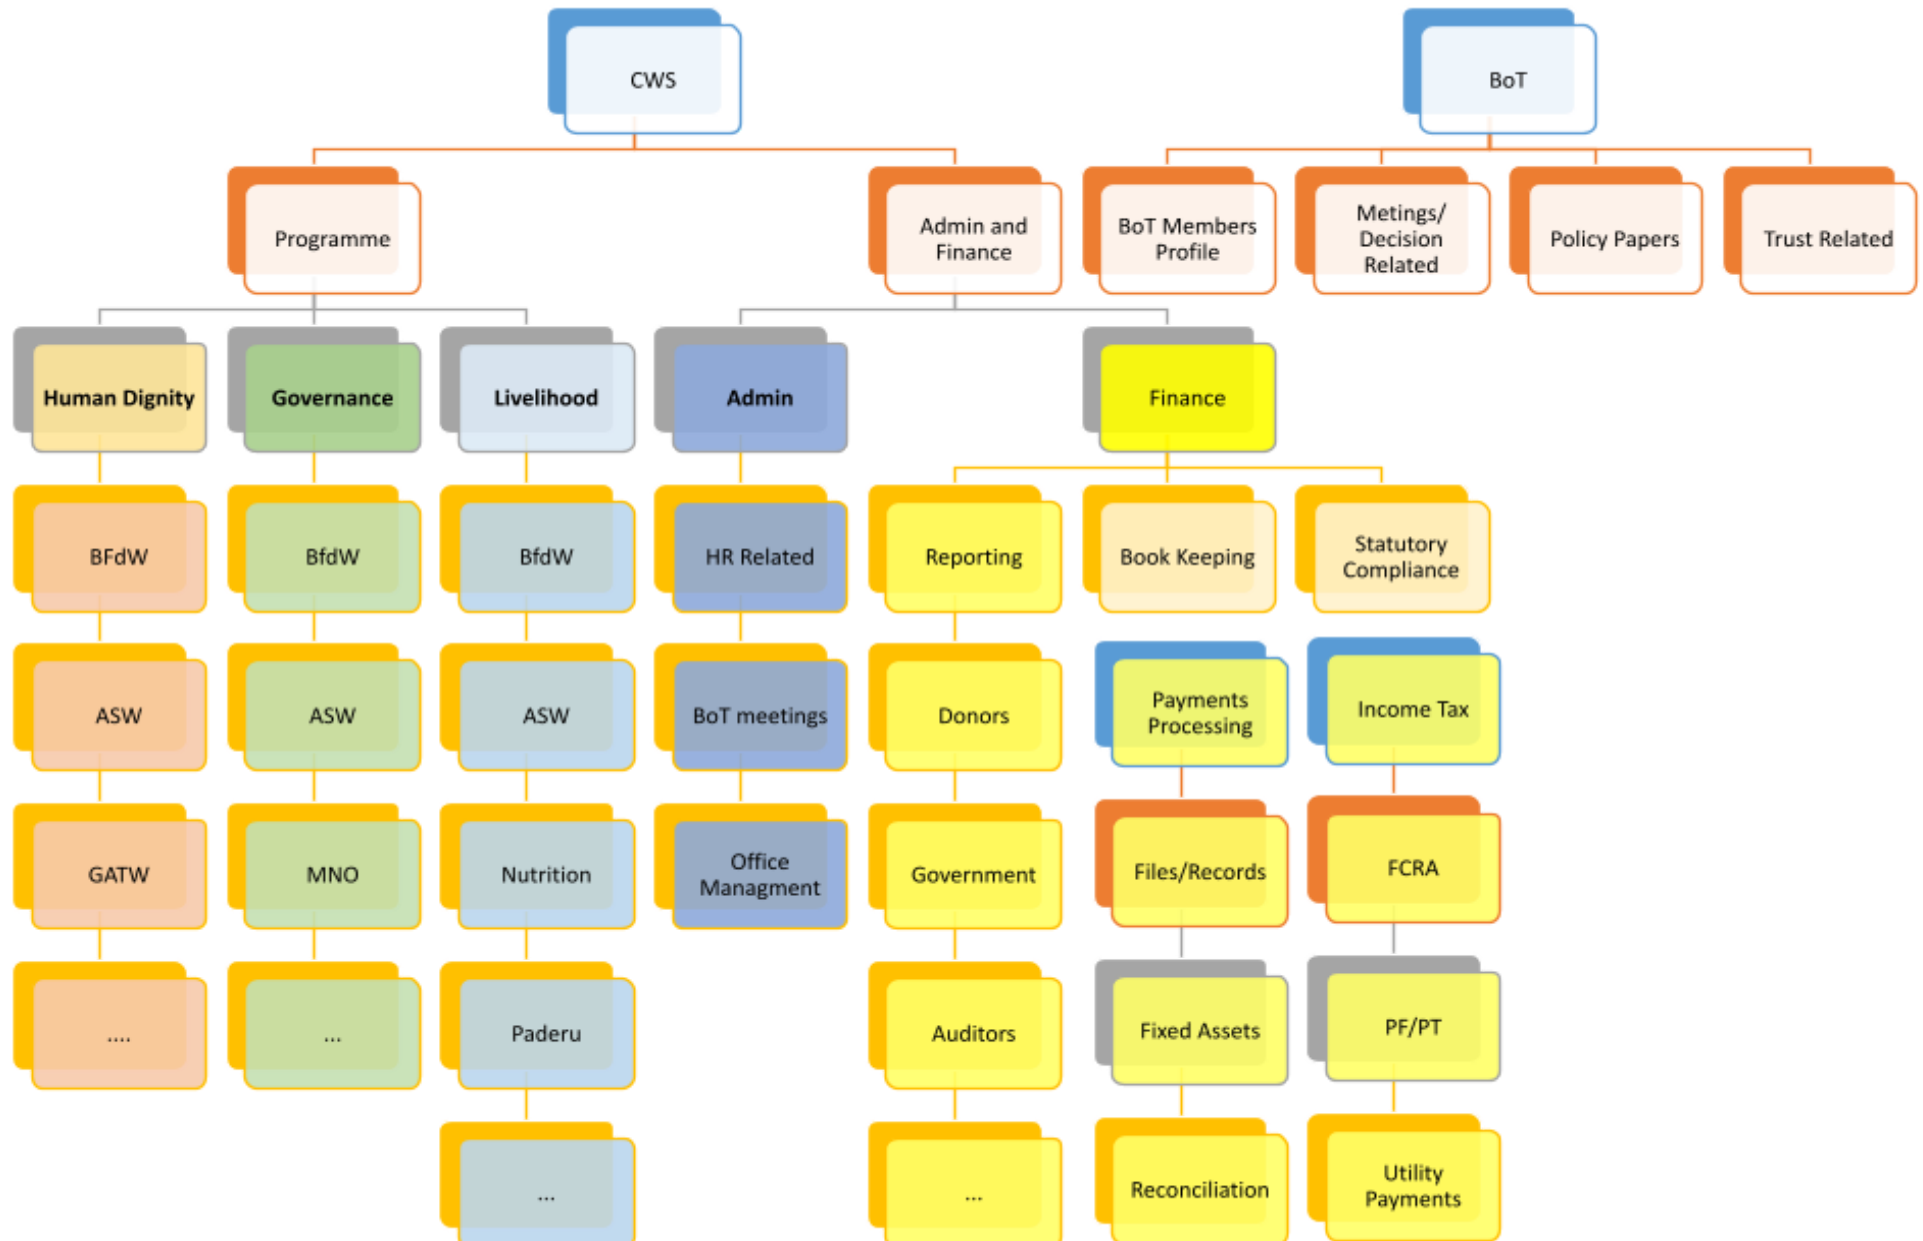 CWS
BoT
Programme
Admin and
Finance
BoT Members
Profile
Metings/
Decision
Related
Policy Papers
Trust Related
Human Dignity
Governance
Livelihood
Admin
Finance
BFdW
BfdW
BfdW
HR Related
Reporting
Book Keeping
Statutory
Compliance
ASW
ASW
ASW
BoT meetings
Donors
Payments
Processing
Income Tax
GATW
MNO
Nutrition
Office
Managment
Government
Files/Records
FCRA
....
...
Paderu
Auditors
Fixed Assets
PF/PT
...
...
Reconciliation
Utility
Payments